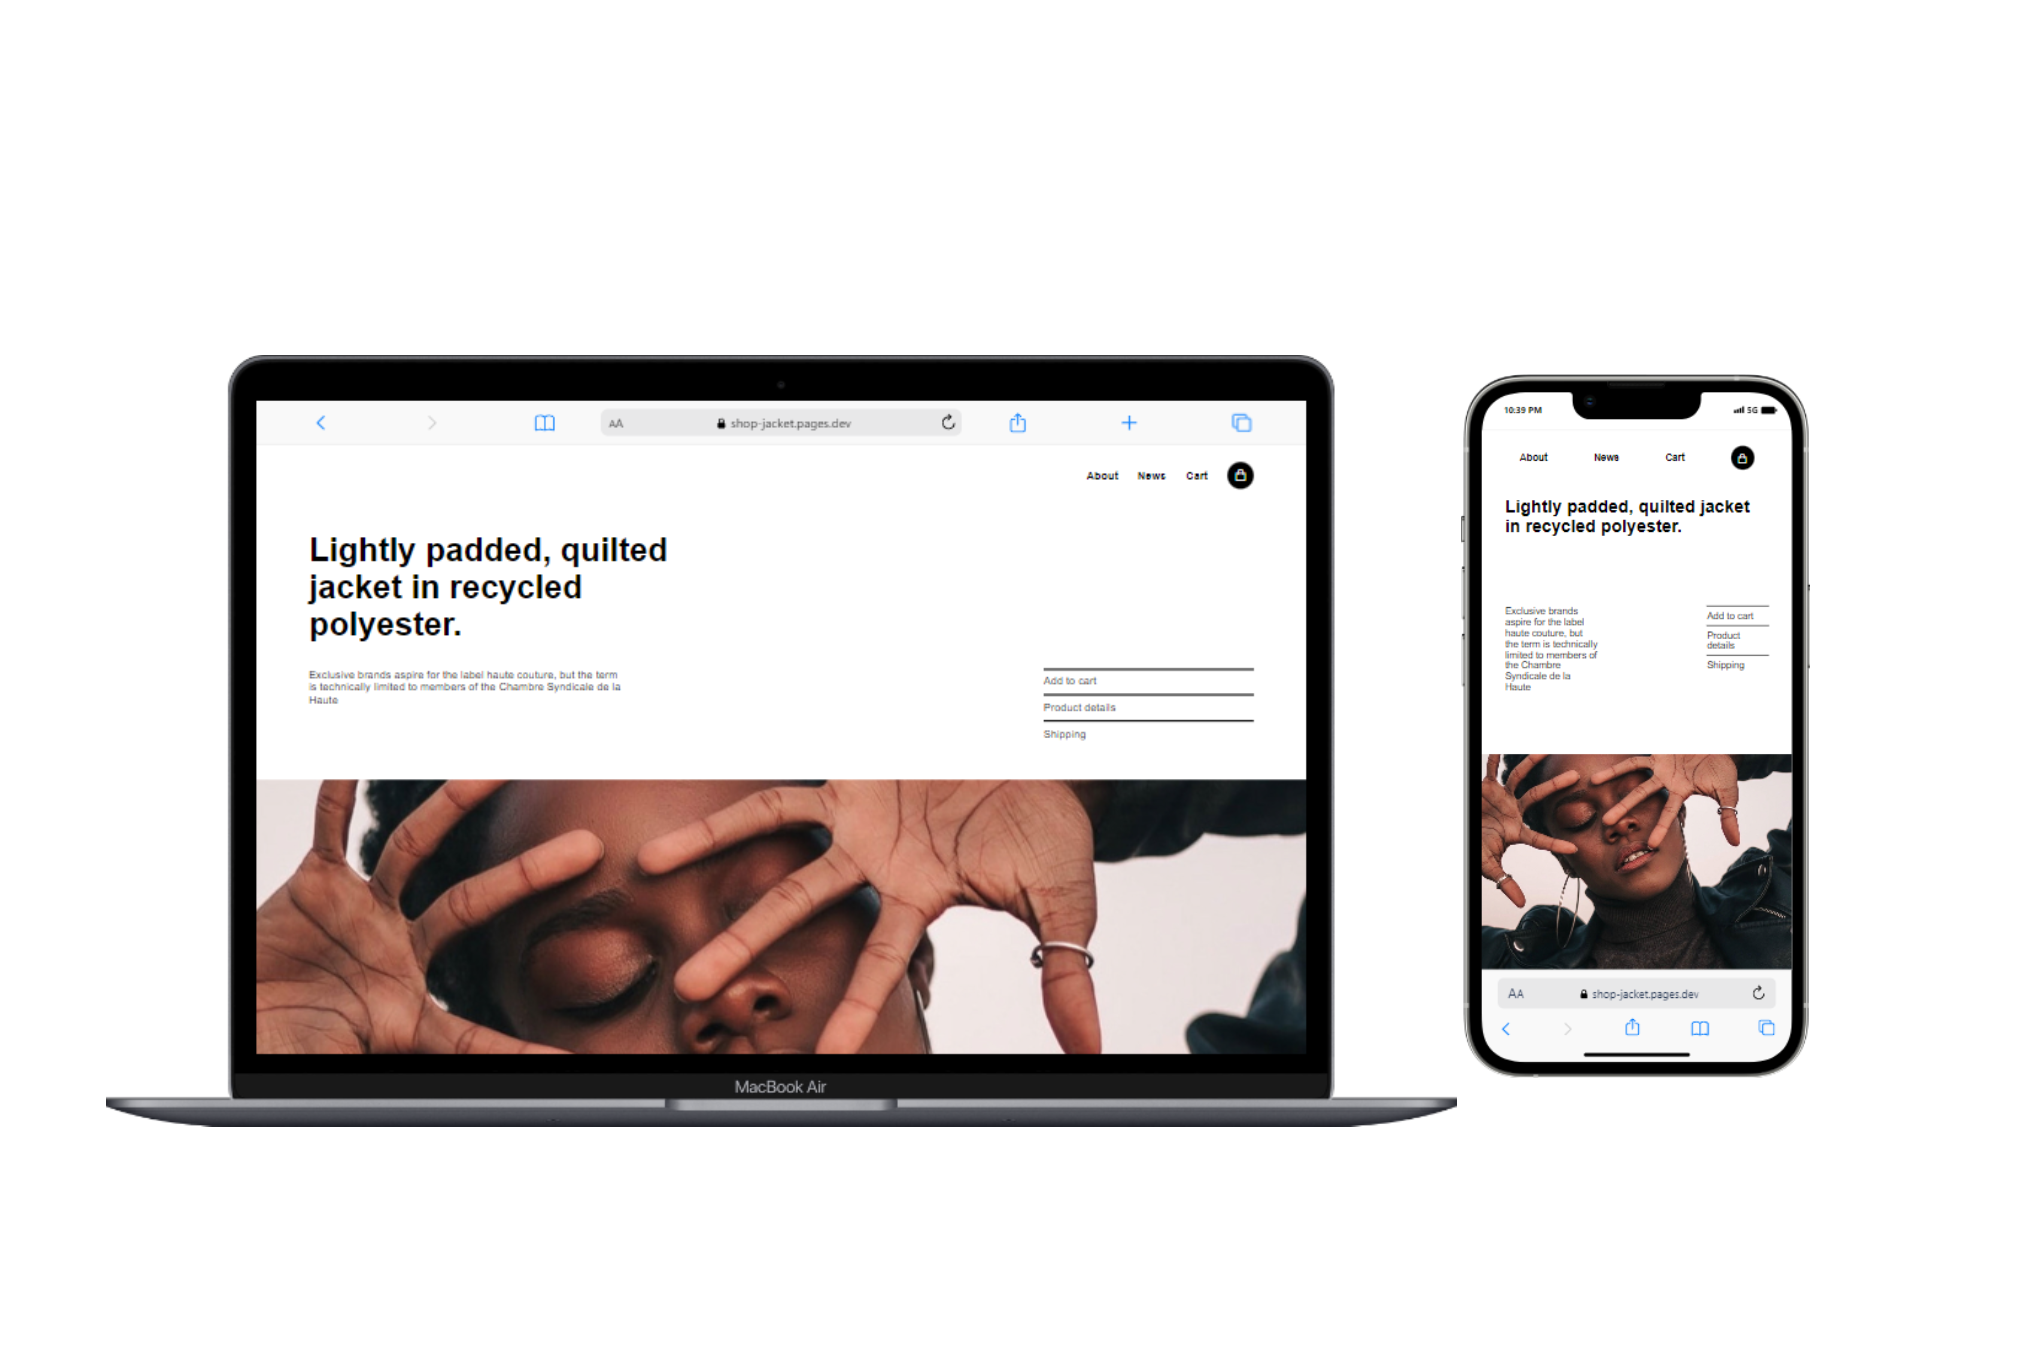 AA
shop-jacket.pages.dev
About News Cart
Lightly padded, quilted
jacket in recycled
polyester.
Exclusive brands aspire for the label haute couture, but the term
is technically limited to members of the Chambre Syndicale de la
Haute
Add to cart
Product details
Shipping
MacBook Air
10:39 PM
5G
About News Cart
Lightly padded, quilted jacket
in recycled polyester.
Exclusive brands
aspire for the label
haute couture, but
the term is technically
limited to members of
the Chambre
Syndicale de la
Haute
Add to cart
Product
details
Shipping
AA
shop-jacket.pages.dev